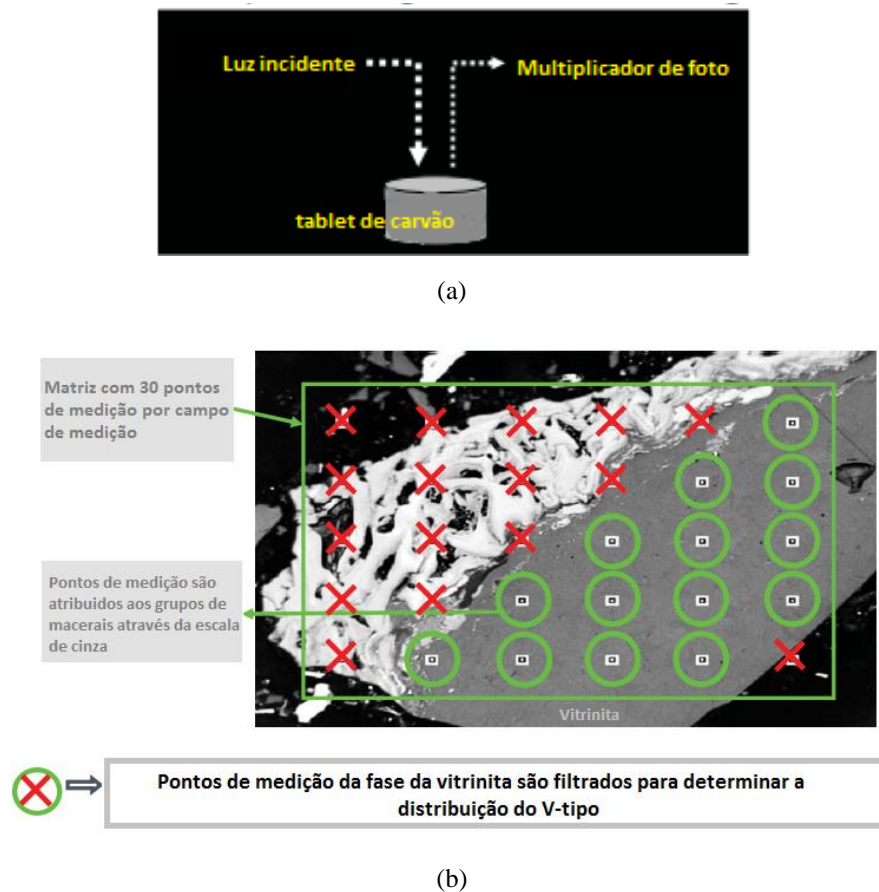 Luz incidente
Multiplicador de foto
tablet de carvão
(a)
Matriz com 30 pontos
de medição por campo
de medição
Pontos de medição são
atribuidos aos grupos de
macerais através da escala
de cinza
Vitrinita
Pontos de medição da fase da vitrinita são filtrados para determinar a
distribuição do V-tipo
(b)